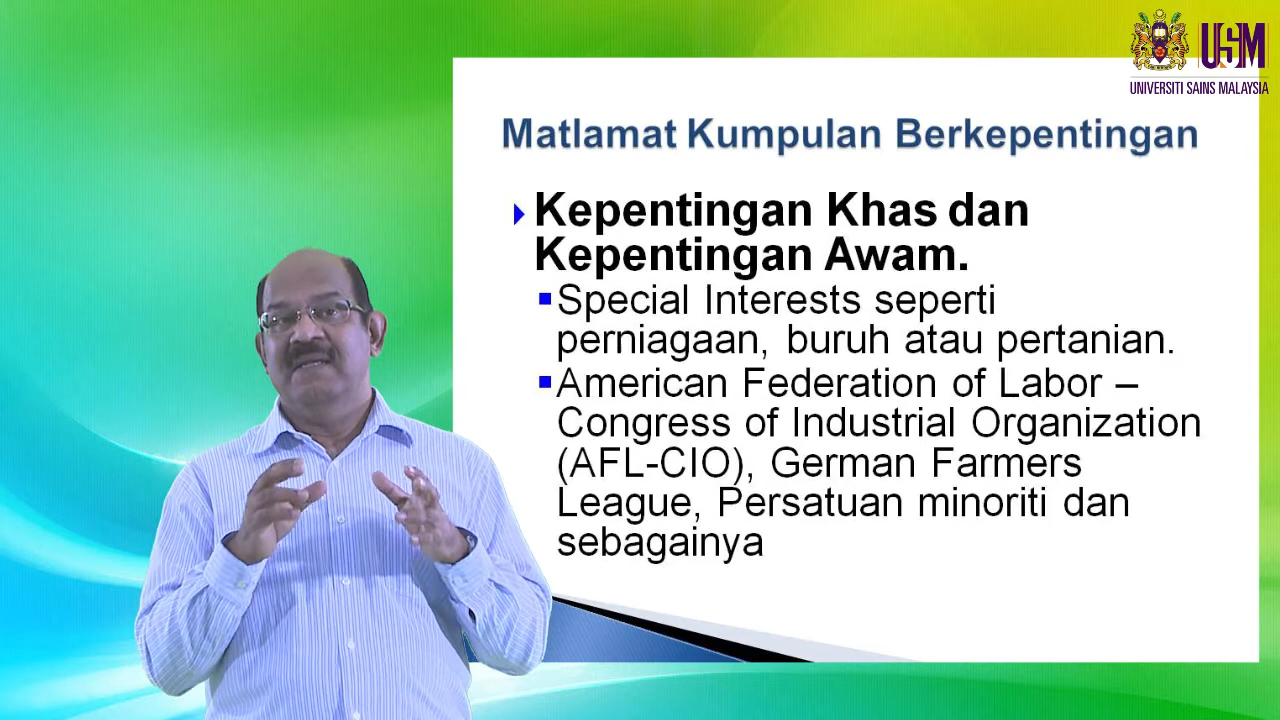 USM
UNIVERSITI SAINS MALAYSIA
Matlamat Kumpulan Berkepentingan
Kepentingan Khas dan
Kepentingan Awam.
Special Interests seperti
perniagaan, buruh atau pertanian.
American Federation of Labor –
Congress of Industrial Organization
(AFL-CIO), German Farmers
League, Persatuan minoriti dan
sebagainya